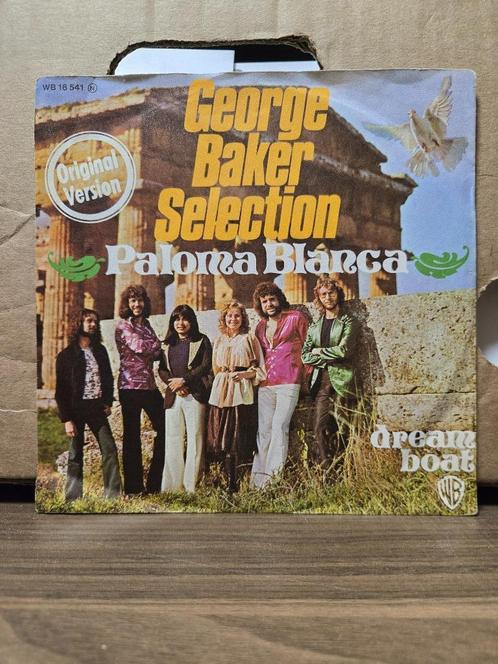 WB 16 541 N
Original
Version
George
Baker
Selection
Paloma Blanca
dream
boat
WB